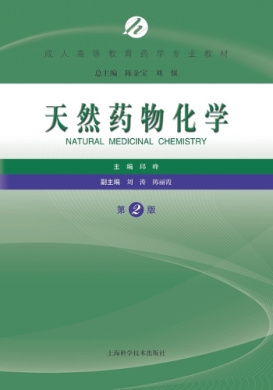 成人高等教育药学专业教材
总主编 陈金宝 刘强
天然药物化学
NATURAL MEDICINAL CHEMISTRY
主编 邱峰
副主编 刘涛 陈丽霞
第2版
上海科学技术出版社